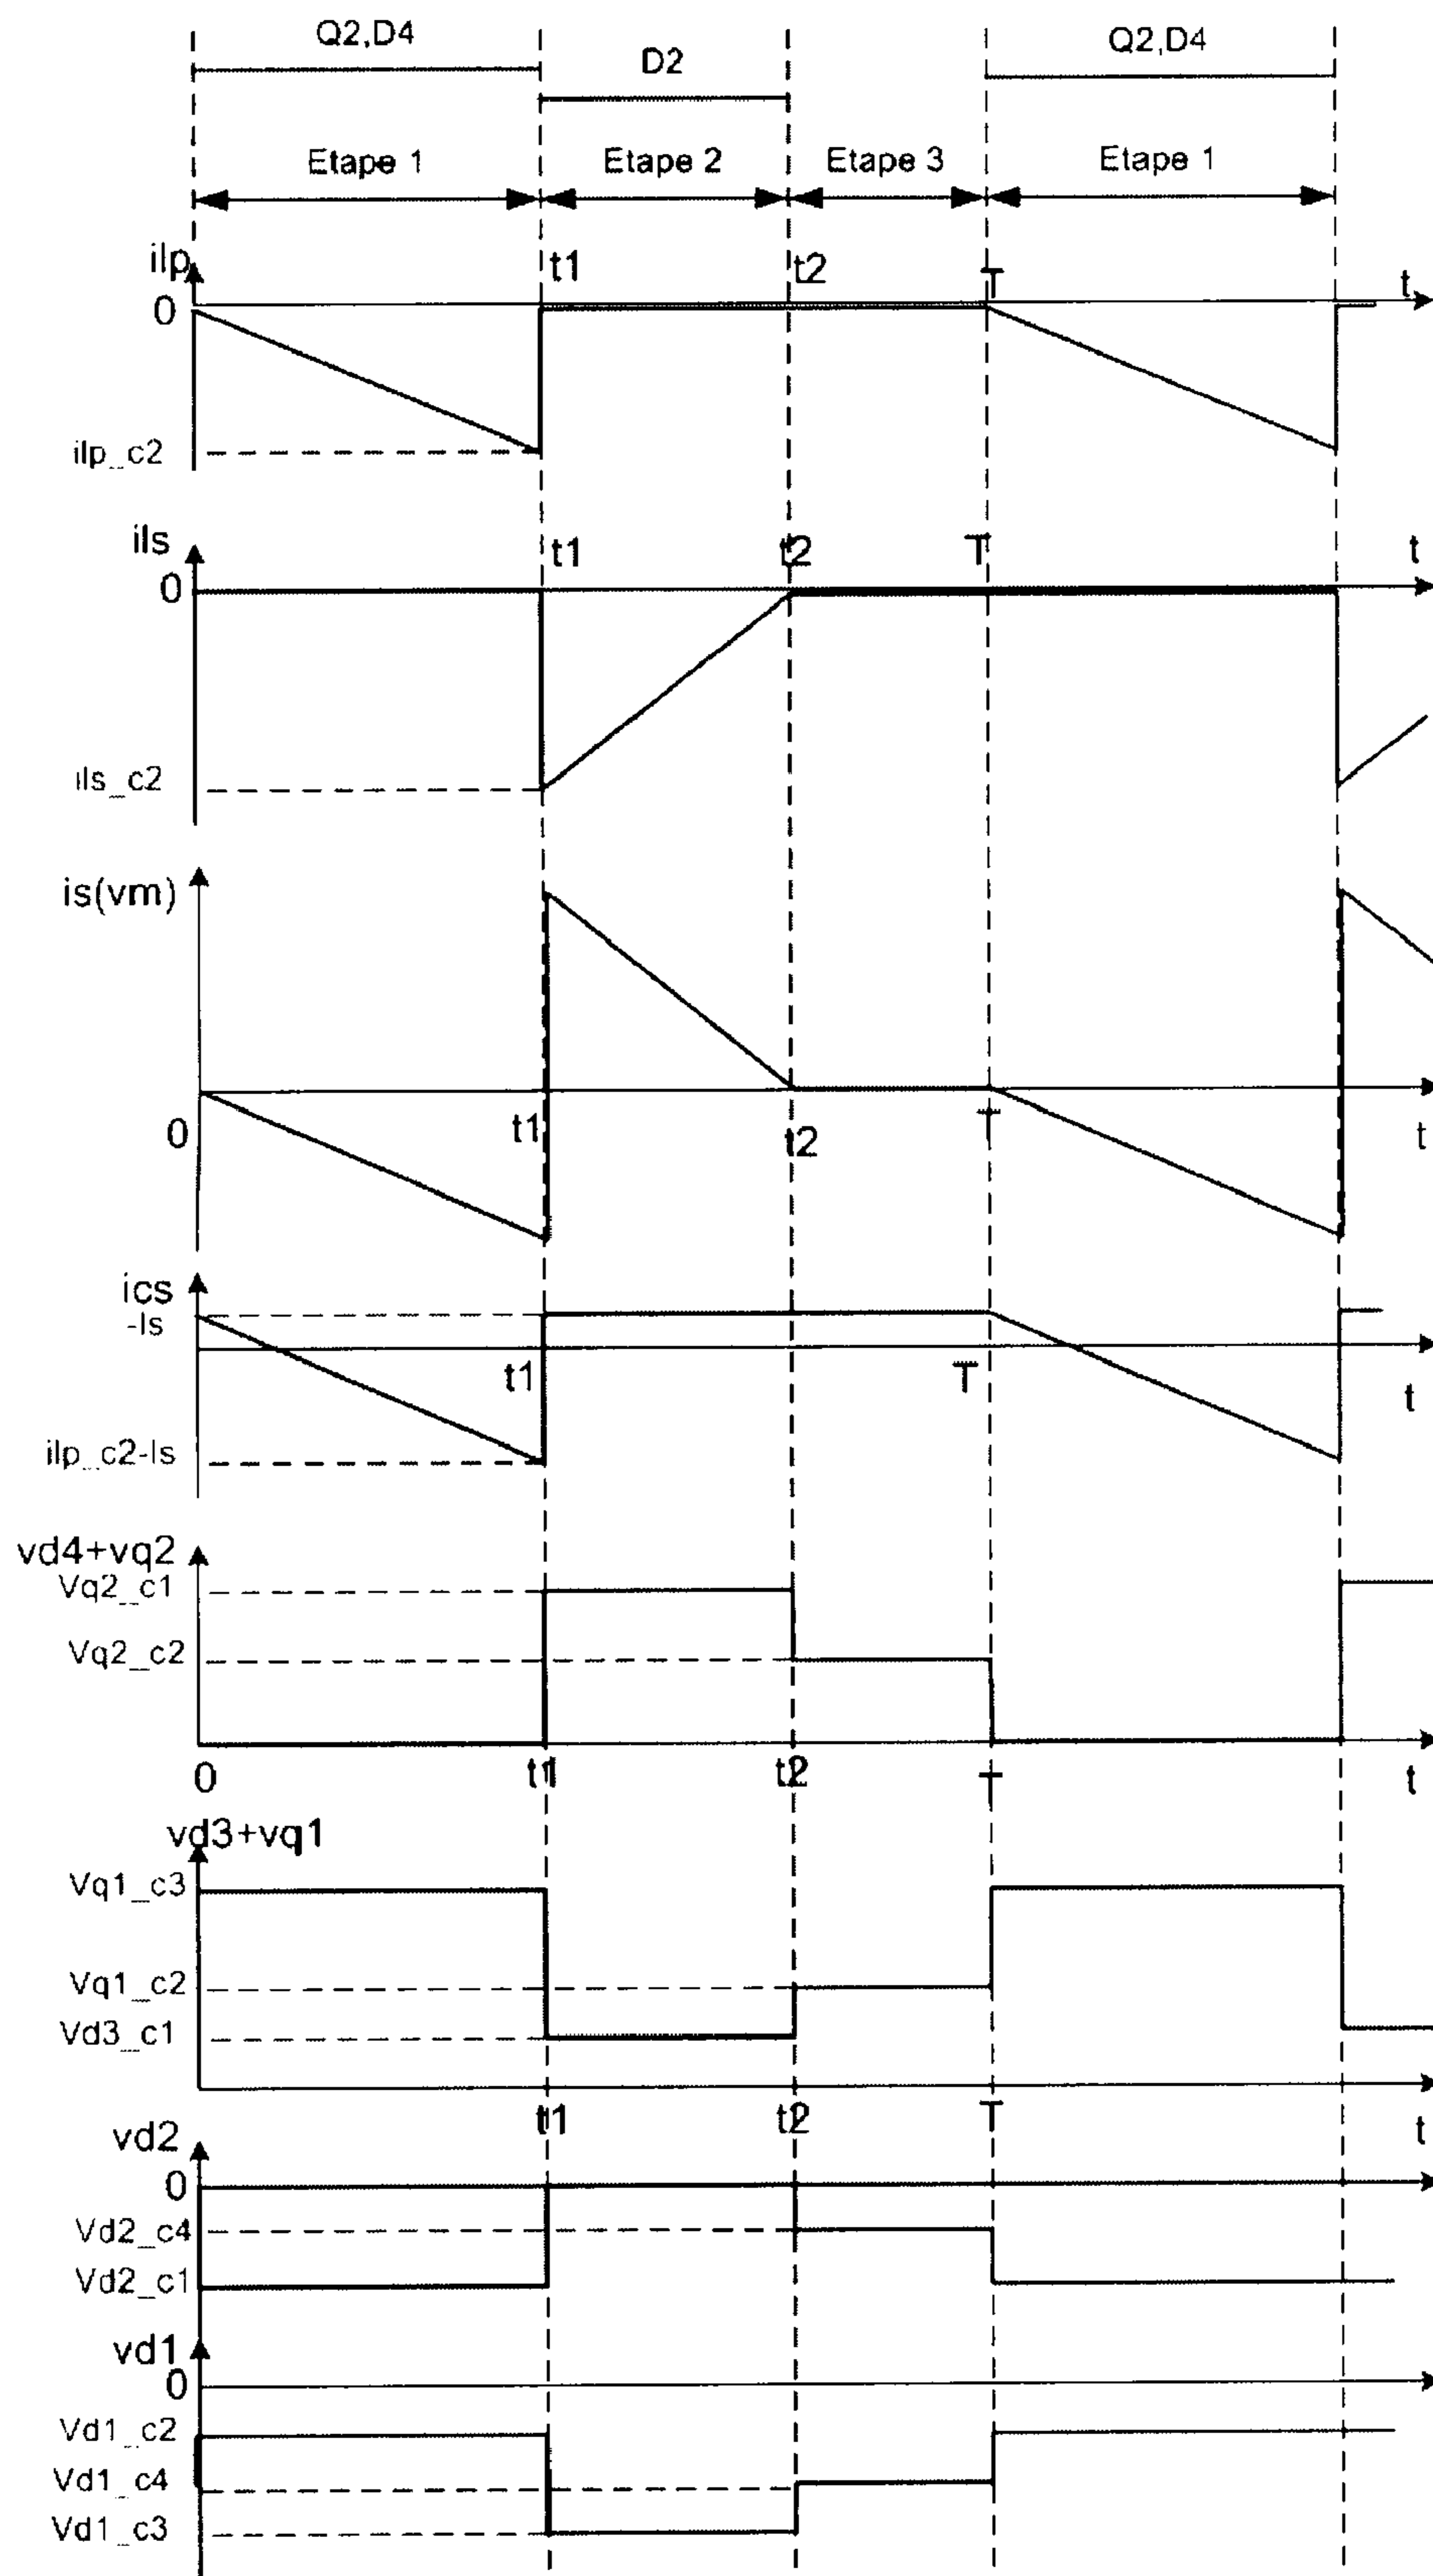 Q2,D4
Q2,D4
D2
Etape 1
Etape 2
Etape 3
Etape 1
ilp
t1
t2
T
t
0
ilp_c2
ils
t1
t2
T
t
0
ils_c2
is(vm)
0
t1
t2
T
t
ics
-Is
t1
T
t
ilp_c2-Is
vd4+vq2
Vq2_c1
Vq2_c2
0
t1
t2
T
t
vd3+vq1
Vq1_c3
Vq1_c2
Vd3_c1
t1
t2
T
t
vd2
0
Vd2_c4
Vd2_c1
vd1
0
Vd1_c2
Vd1_c4
Vd1_c3